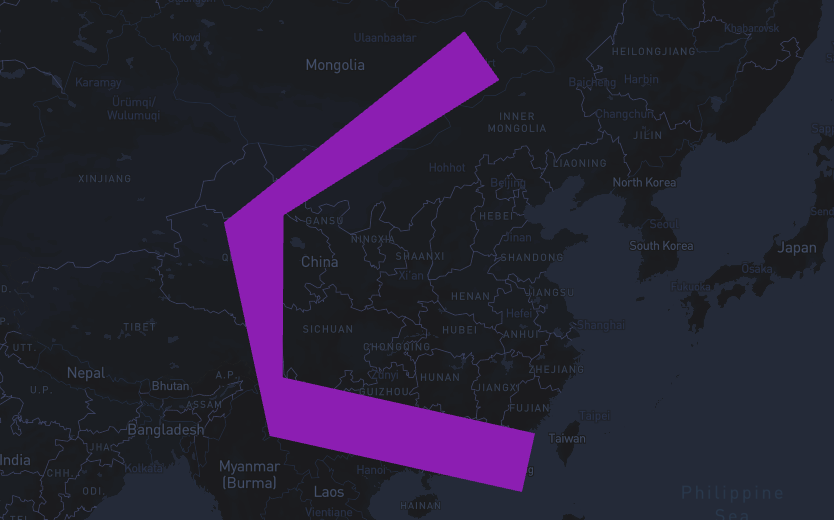 Khabarovsk
Khovd
Ulaanbaatar
HEILONGJIANG
Mongolia
Karamay
Baicheng
Harbin
Ürümqi/
Wulumuqi
INNER
MONGOLIA
Changchun
JILIN
XINJIANG
Hohhot
LIAONING
Beijing
North Korea
GANSU
HEBEI
Seoul
NINGXIA
Jinan
South Korea
Japan
China
SHAANXI
SHANDONG
Osaka
Xi'an
D.
HENAN
JIANGSU
Hefei
TIBET
SICHUAN
HUBEI
ANHUI
Shanghai
UTT.
CHONGQING
Nepal
A.P.
Zunyi
HUNAN
ZHEJIANG
U.P.
Bhutan
GUIZHOU
JIANGXI
ASSAM
FUJIAN
Taipei
Bangladesh
Taiwan
JHA.
India
CHH.
Kolkata
Myanmar
(Burma)
Hanoi
g
ODI.
Laos
Philippine
Sea
HAINAN
Vientiane
TEL.